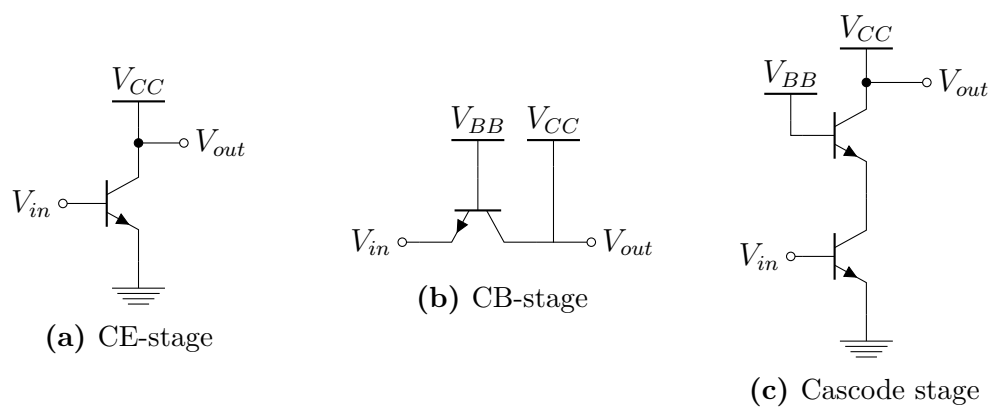 V_CC
V_in
V_out
(a) CE-stage
V_BB V_CC
V_in
V_out
(b) CB-stage
V_CC
V_BB
V_out
V_in
(c) Cascode stage